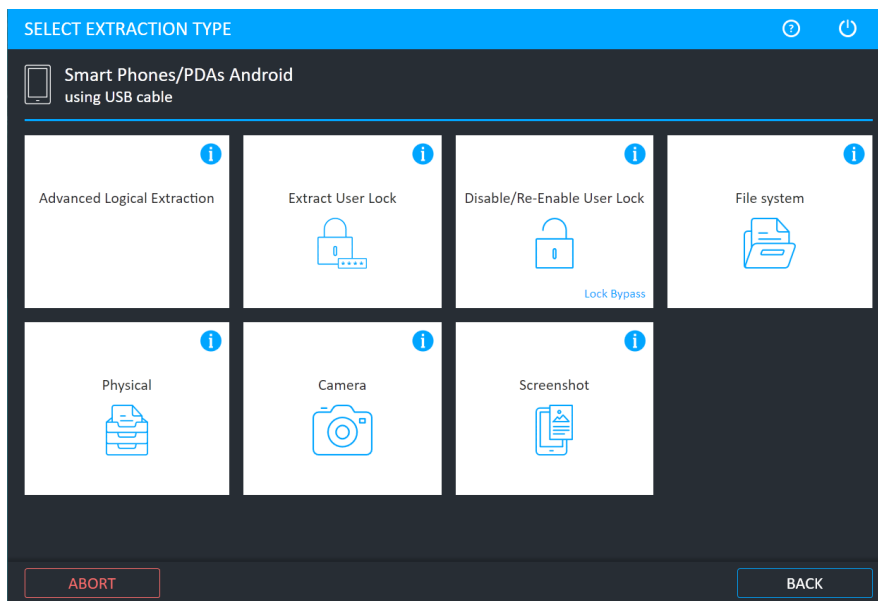 SELECT EXTRACTION TYPE
Smart Phones/PDAs Android
using USB cable
Advanced Logical Extraction
Extract User Lock
Disable/Re-Enable User Lock
Lock Bypass
File system
Physical
Camera
Screenshot
ABORT
BACK